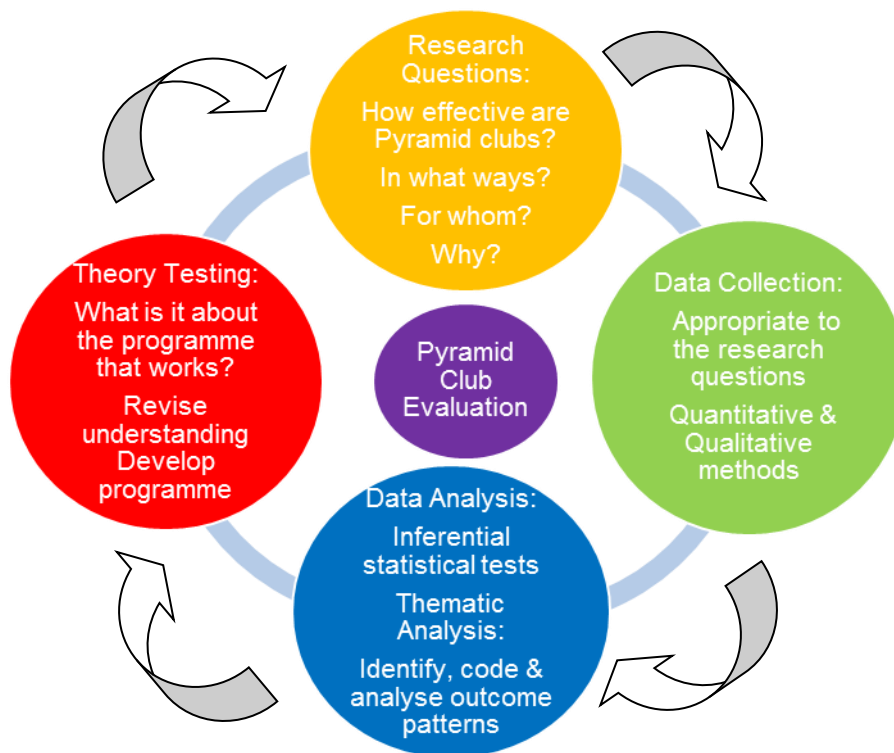 Research
Questions:
How effective are
Pyramid clubs?
In what ways?
For whom?
Why?
Data Collection:
Appropriate to
the research
questions
Quantitative &
Qualitative
methods
Data Analysis:
Inferential
statistical tests
Thematic
Analysis:
Identify, code &
analyse outcome
patterns
Theory Testing:
What is it about
the programme
that works?
Revise
understanding
Develop
programme
Pyramid
Club
Evaluation